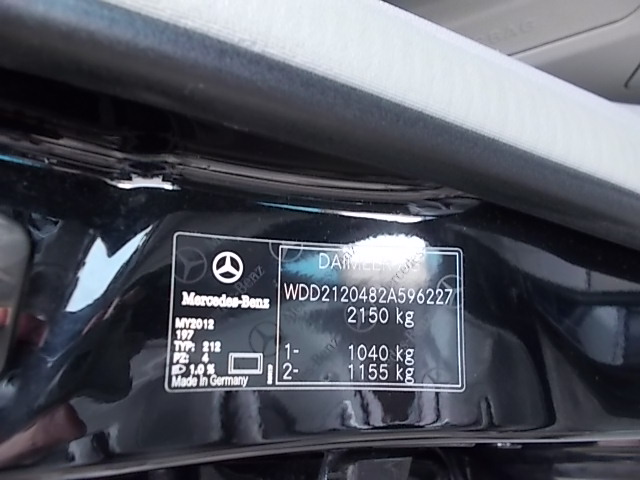 Mercedes-Benz
MY2012
197
TYP: 212
PZ: 4
1.0 %
Made in Germany
WDD2120482A596227
2150 kg
1- 1040 kg
2- 1155 kg